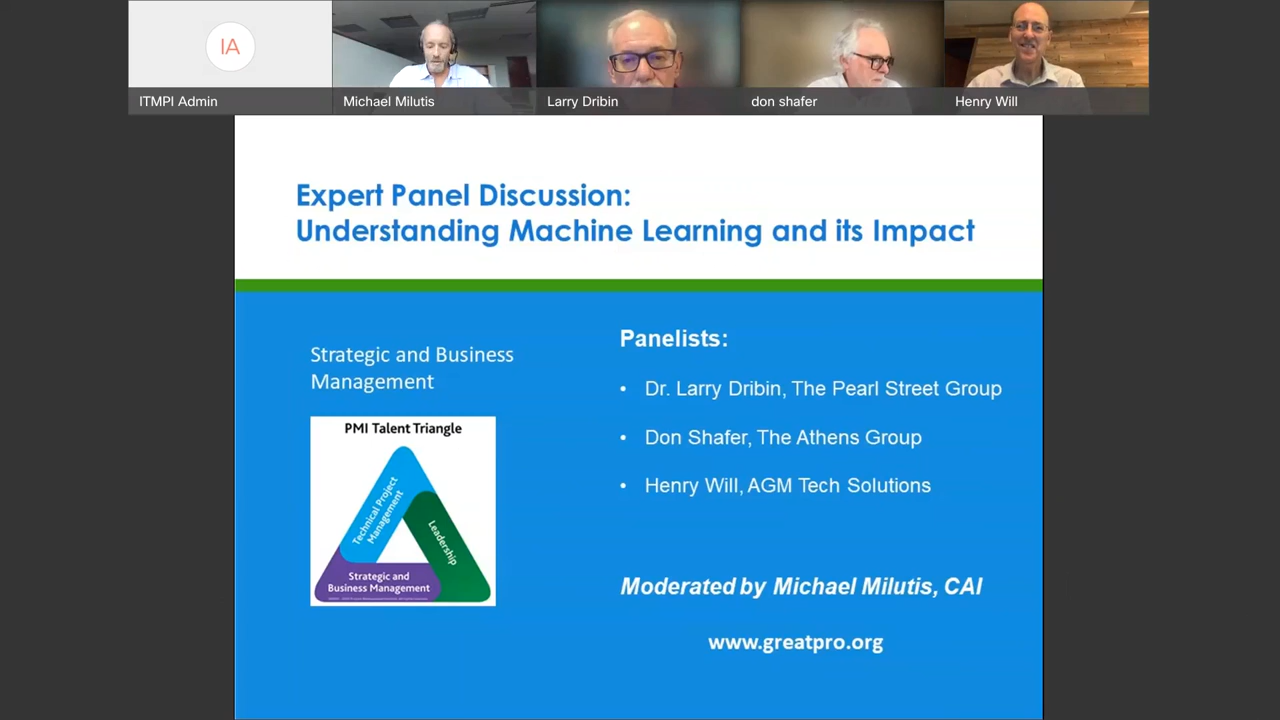 IA
ITMPI Admin
Michael Milutis
Larry Dribin
don shafer
Henry Will
Expert Panel Discussion:
Understanding Machine Learning and its Impact
Strategic and Business
Management
PMI Talent Triangle
Technical Project
Management
Leadership
Strategic and
Business Management
Panelists:
• Dr. Larry Dribin, The Pearl Street Group
• Don Shafer, The Athens Group
• Henry Will, AGM Tech Solutions
Moderated by Michael Milutis, CAI
www.greatpro.org